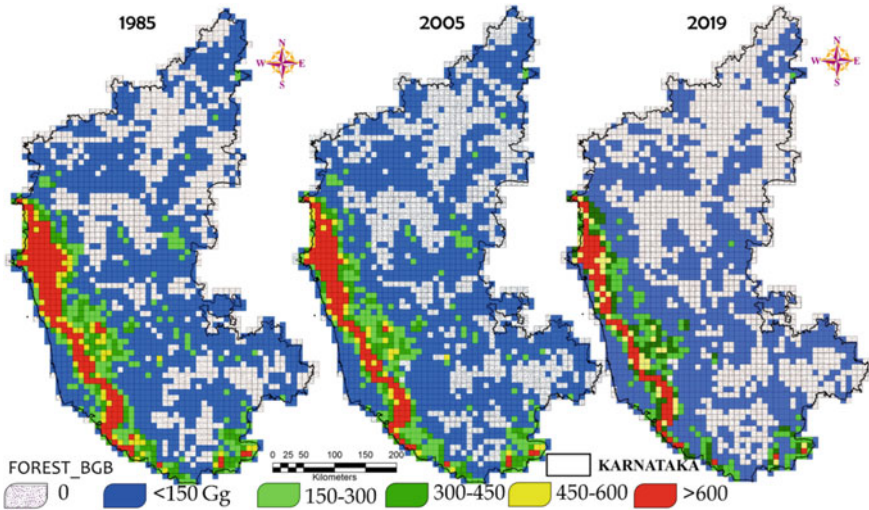 1985 2005 2019
N
W E
S
N
W E
S
N
W E
S
FOREST_BGB 0 25 50 100 150 200 KARNATAKA
Kilometers
0 <150 Gg 150-300 300-450 450-600 >600